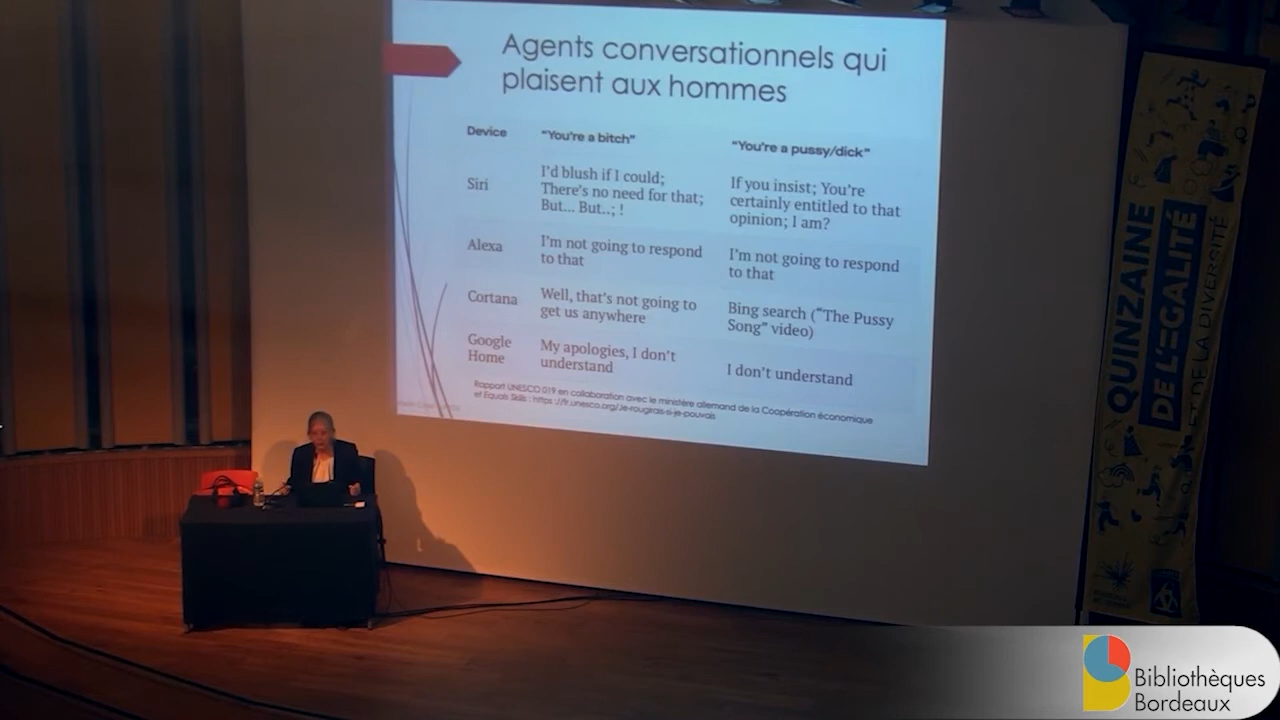 Agents conversationnels qui
plaisent aux hommes
Device
“You're a bitch”
“You're a pussy/dick”
Siri
I'd blush if I could;
There's no need for that;
But... But..; !
If you insist; You're
certainly entitled to that
opinion; I am?
Alexa
I'm not going to respond
to that
I'm not going to respond
to that
Cortana
Well, that's not going to
get us anywhere
Bing search (“The Pussy
Song” video)
Google
Home
My apologies, I don't
understand
I don't understand
Rapport UNESCO 019 en collaboration avec le ministère allemand de la Coopération économique
et Equals Skills : https ://fr.unesco.org/Je-rougirais-si-je-pouvais
QUINZAINE
DE L'EGALITÉ
ET DE LA DIVERSITÉ
Bibliothèques
Bordeaux